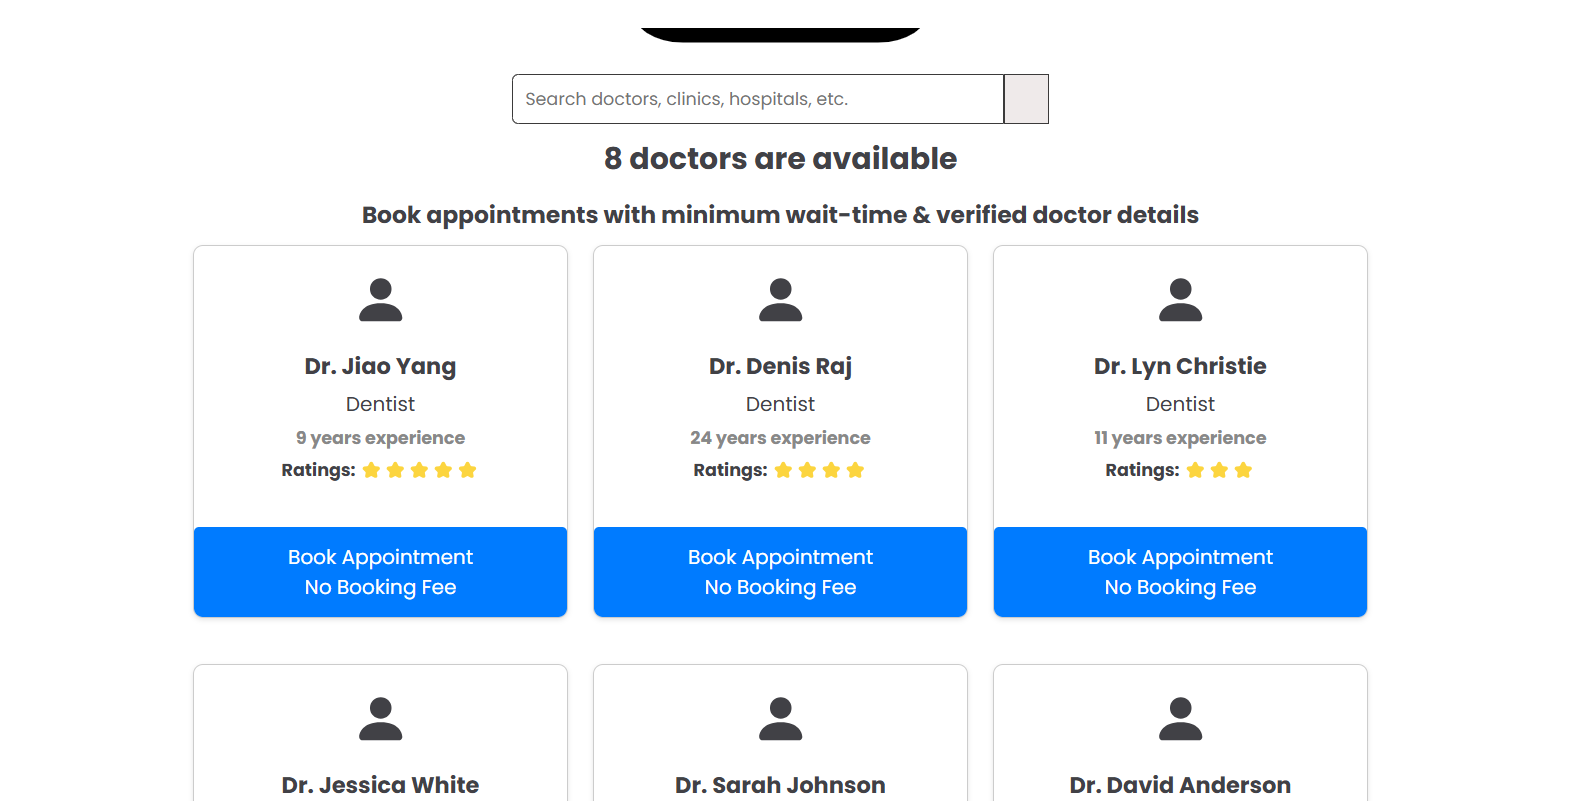 Search doctors, clinics, hospitals, etc.
8 doctors are available
Book appointments with minimum wait-time & verified doctor details
Dr. Jiao Yang
Dentist
9 years experience
Ratings:
Book Appointment
No Booking Fee
Dr. Denis Raj
Dentist
24 years experience
Ratings:
Book Appointment
No Booking Fee
Dr. Lyn Christie
Dentist
11 years experience
Ratings:
Book Appointment
No Booking Fee
Dr. Jessica White
Dr. Sarah Johnson
Dr. David Anderson